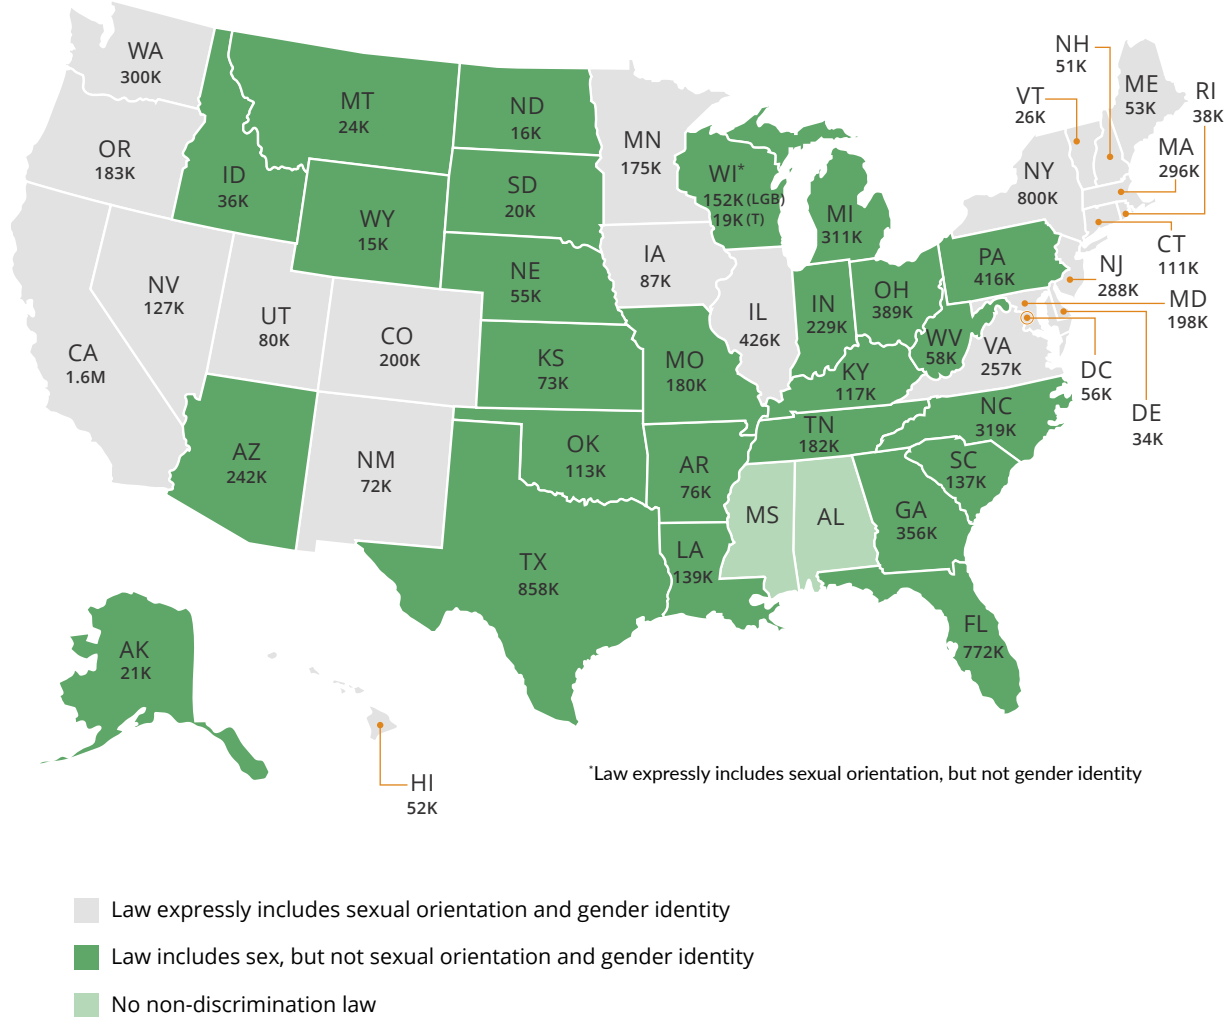 WA
300K
OR
183K
CA
1.6M
NV
127K
ID
36K
MT
24K
WY
15K
UT
80K
AZ
242K
CO
200K
NM
72K
ND
16K
SD
20K
NE
55K
KS
73K
OK
113K
TX
858K
MN
175K
IA
87K
MO
180K
AR
76K
LA
139K
WI*
152K (LGB)
19K (T)
IL
426K
MI
311K
IN
229K
OH
389K
KY
117K
TN
182K
MS
AL
GA
356K
FL
772K
SC
137K
NC
319K
VA
257K
WV
58K
PA
416K
NY
800K
VT
26K
NH
51K
ME
53K
RI
38K
MA
296K
CT
111K
NJ
288K
MD
198K
DC
56K
DE
34K
AK
21K
HI
52K
*Law expressly includes sexual orientation, but not gender identity
Law expressly includes sexual orientation and gender identity
Law includes sex, but not sexual orientation and gender identity
No non-discrimination law